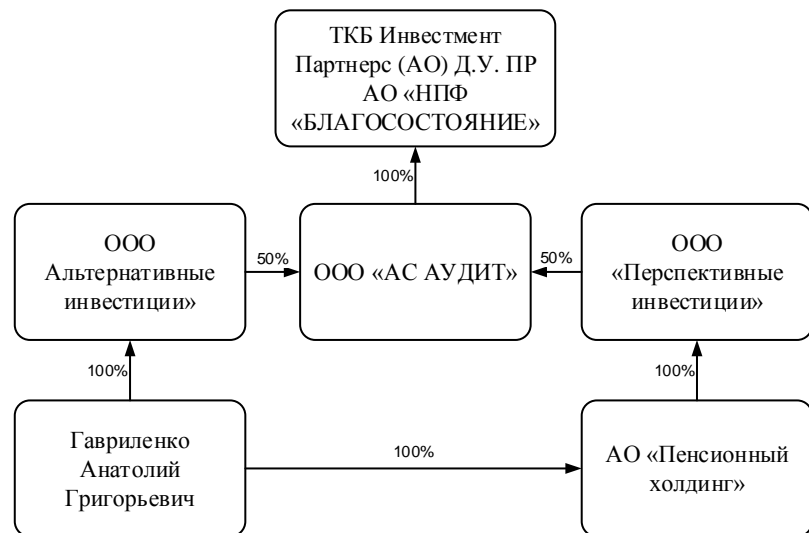 ТКБ Инвестмент
Партнерс (АО) Д.У. ПР
АО «НПФ
«БЛАГОСОСТОЯНИЕ»
100%
ООО
Альтернативные
инвестиции»
50%
ООО «АС АУДИТ»
50%
ООО
«Перспективные
инвестиции»
100%
100%
Гавриленко
Анатолий
Григорьевич
100%
АО «Пенсионный
холдинг»